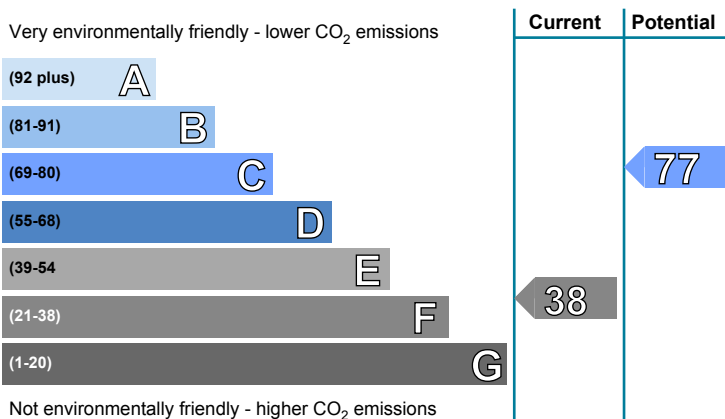 Current Potential
Very environmentally friendly - lower CO2 emissions
(92 plus) A
(81-91) B
(69-80) C 77
(55-68) D
(39-54 E
(21-38) F 38
(1-20) G
Not environmentally friendly - higher CO2 emissions